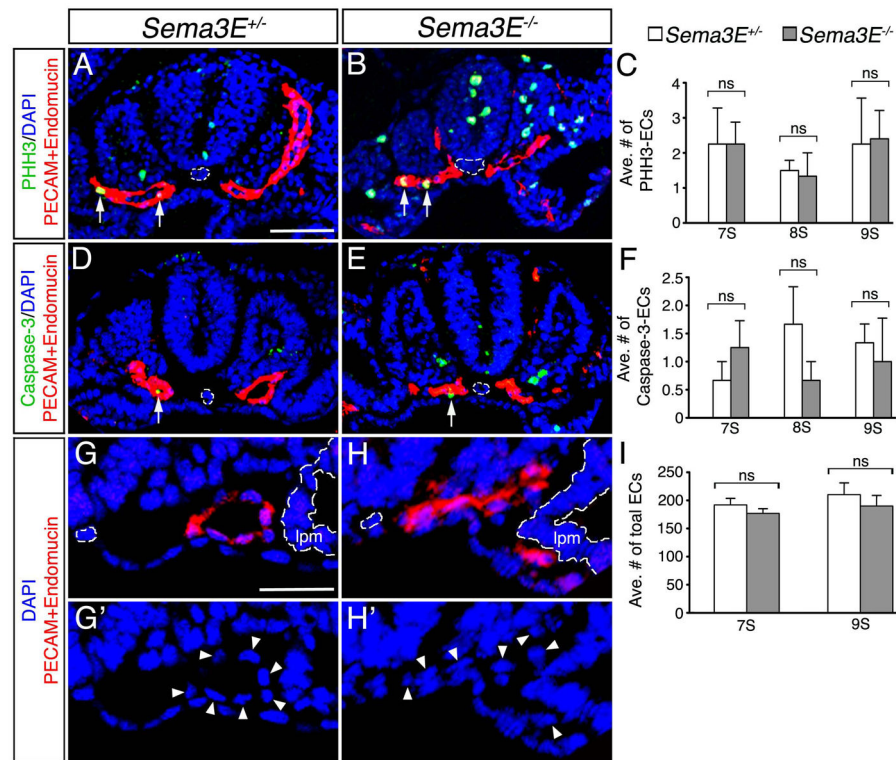 Sema3E+/-
Sema3E-/-
PHH3/DAPI
PECAM+Endomucin
A
B
Caspase-3/DAPI
PECAM+Endomucin
D
E
DAPI
PECAM+Endomucin
G
lpm
H
lpm
G'
H'
Sema3E+/-
Sema3E-/-
C
Ave. # of
PHH3-ECs
4
3
2
1
0
ns
ns
ns
7S
8S
9S
F
Ave. # of
Caspase-3-ECs
2.5
2.0
1.5
1.0
0.5
0
ns
ns
ns
7S
8S
9S
I
Ave. # of toal ECs
250
200
150
100
50
0
ns
ns
7S
9S